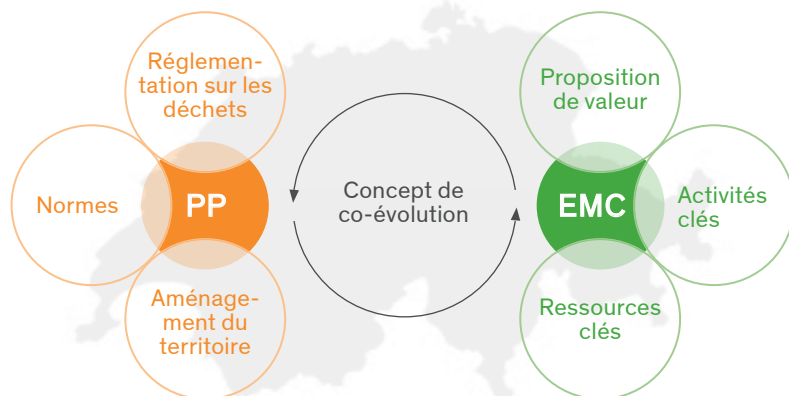 Réglemen-
tation sur les
déchets
Normes
PP
Aménage-
ment du
territoire
Concept de
co-évolution
Proposition
de valeur
EMC
Activités
clés
Ressources
clés